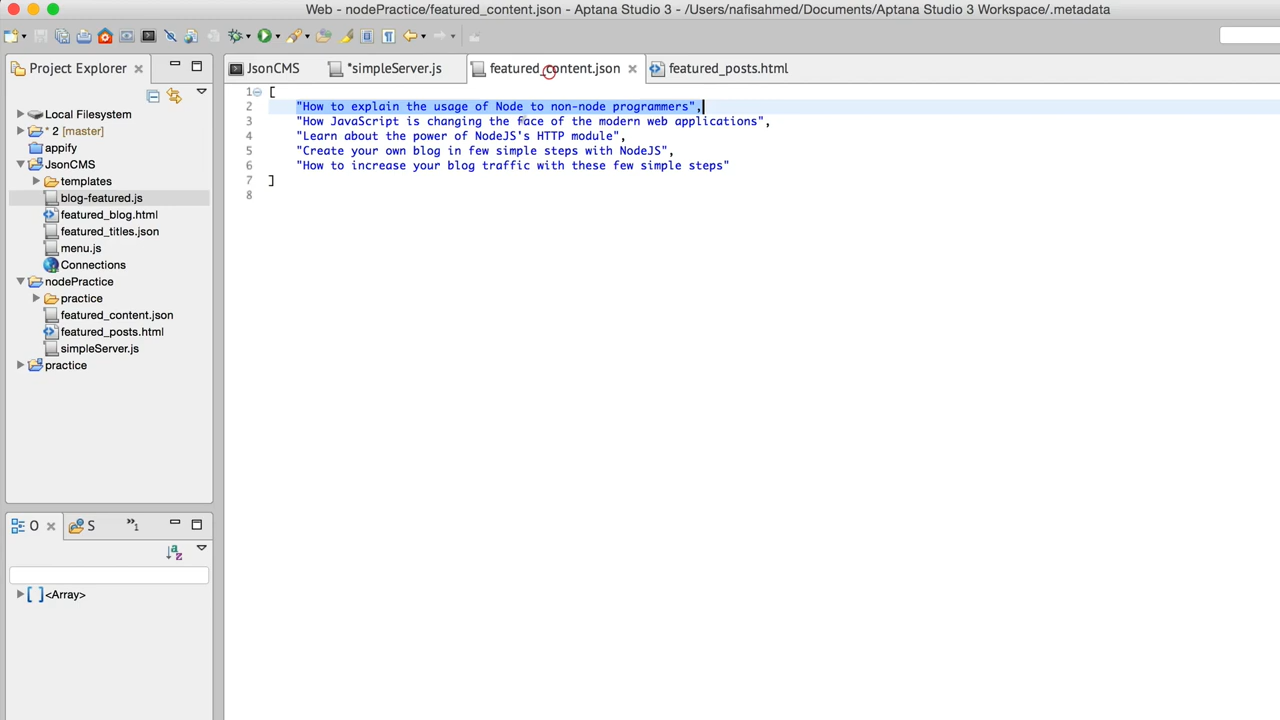 Web - nodePractice/featured_content.json - Aptana Studio 3 - /Users/nafisahmed/Documents/Aptana Studio 3 Workspace/.metadata
Project Explorer
JsonCMS
*simpleServer.js
featured_content.json
featured_posts.html
Local Filesystem
* 2 [master]
appify
JsonCMS
templates
blog-featured.js
featured_blog.html
featured_titles.json
menu.js
Connections
nodePractice
practice
featured_content.json
featured_posts.html
simpleServer.js
practice
1 [
2 "How to explain the usage of Node to non-node programmers",
3 "How JavaScript is changing the face of the modern web applications",
4 "Learn about the power of NodeJS's HTTP module",
5 "Create your own blog in few simple steps with NodeJS",
6 "How to increase your blog traffic with these few simple steps"
7 ]
8
O
S
»1
[ ] <Array>